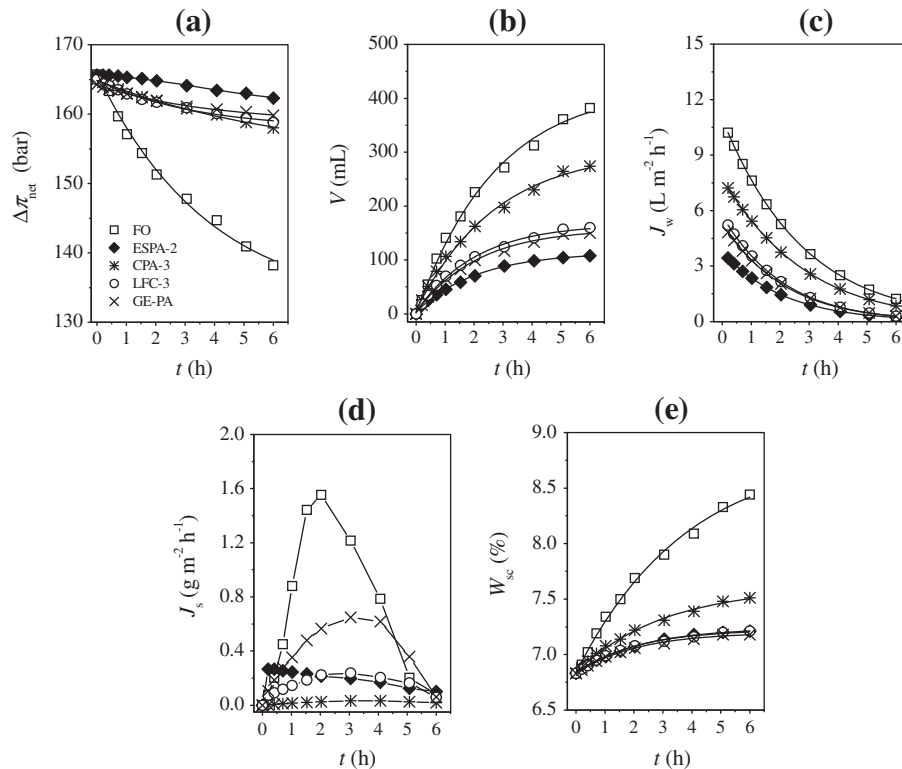 (a)
170
160
150
140
130
Δπnet (bar)
FO
ESPA-2
CPA-3
LFC-3
GE-PA
0 1 2 3 4 5 6
t (h)
(b)
500
400
300
200
100
0
V (mL)
0 1 2 3 4 5 6
t (h)
(c)
15
12
9
6
3
0
Jw (L m-2 h-1)
0 1 2 3 4 5 6
t (h)
(d)
2.0
1.6
1.2
0.8
0.4
0.0
Js (g m-2 h-1)
0 1 2 3 4 5 6
t (h)
(e)
9.0
8.5
8.0
7.5
7.0
6.5
Wsc (%)
0 1 2 3 4 5 6
t (h)